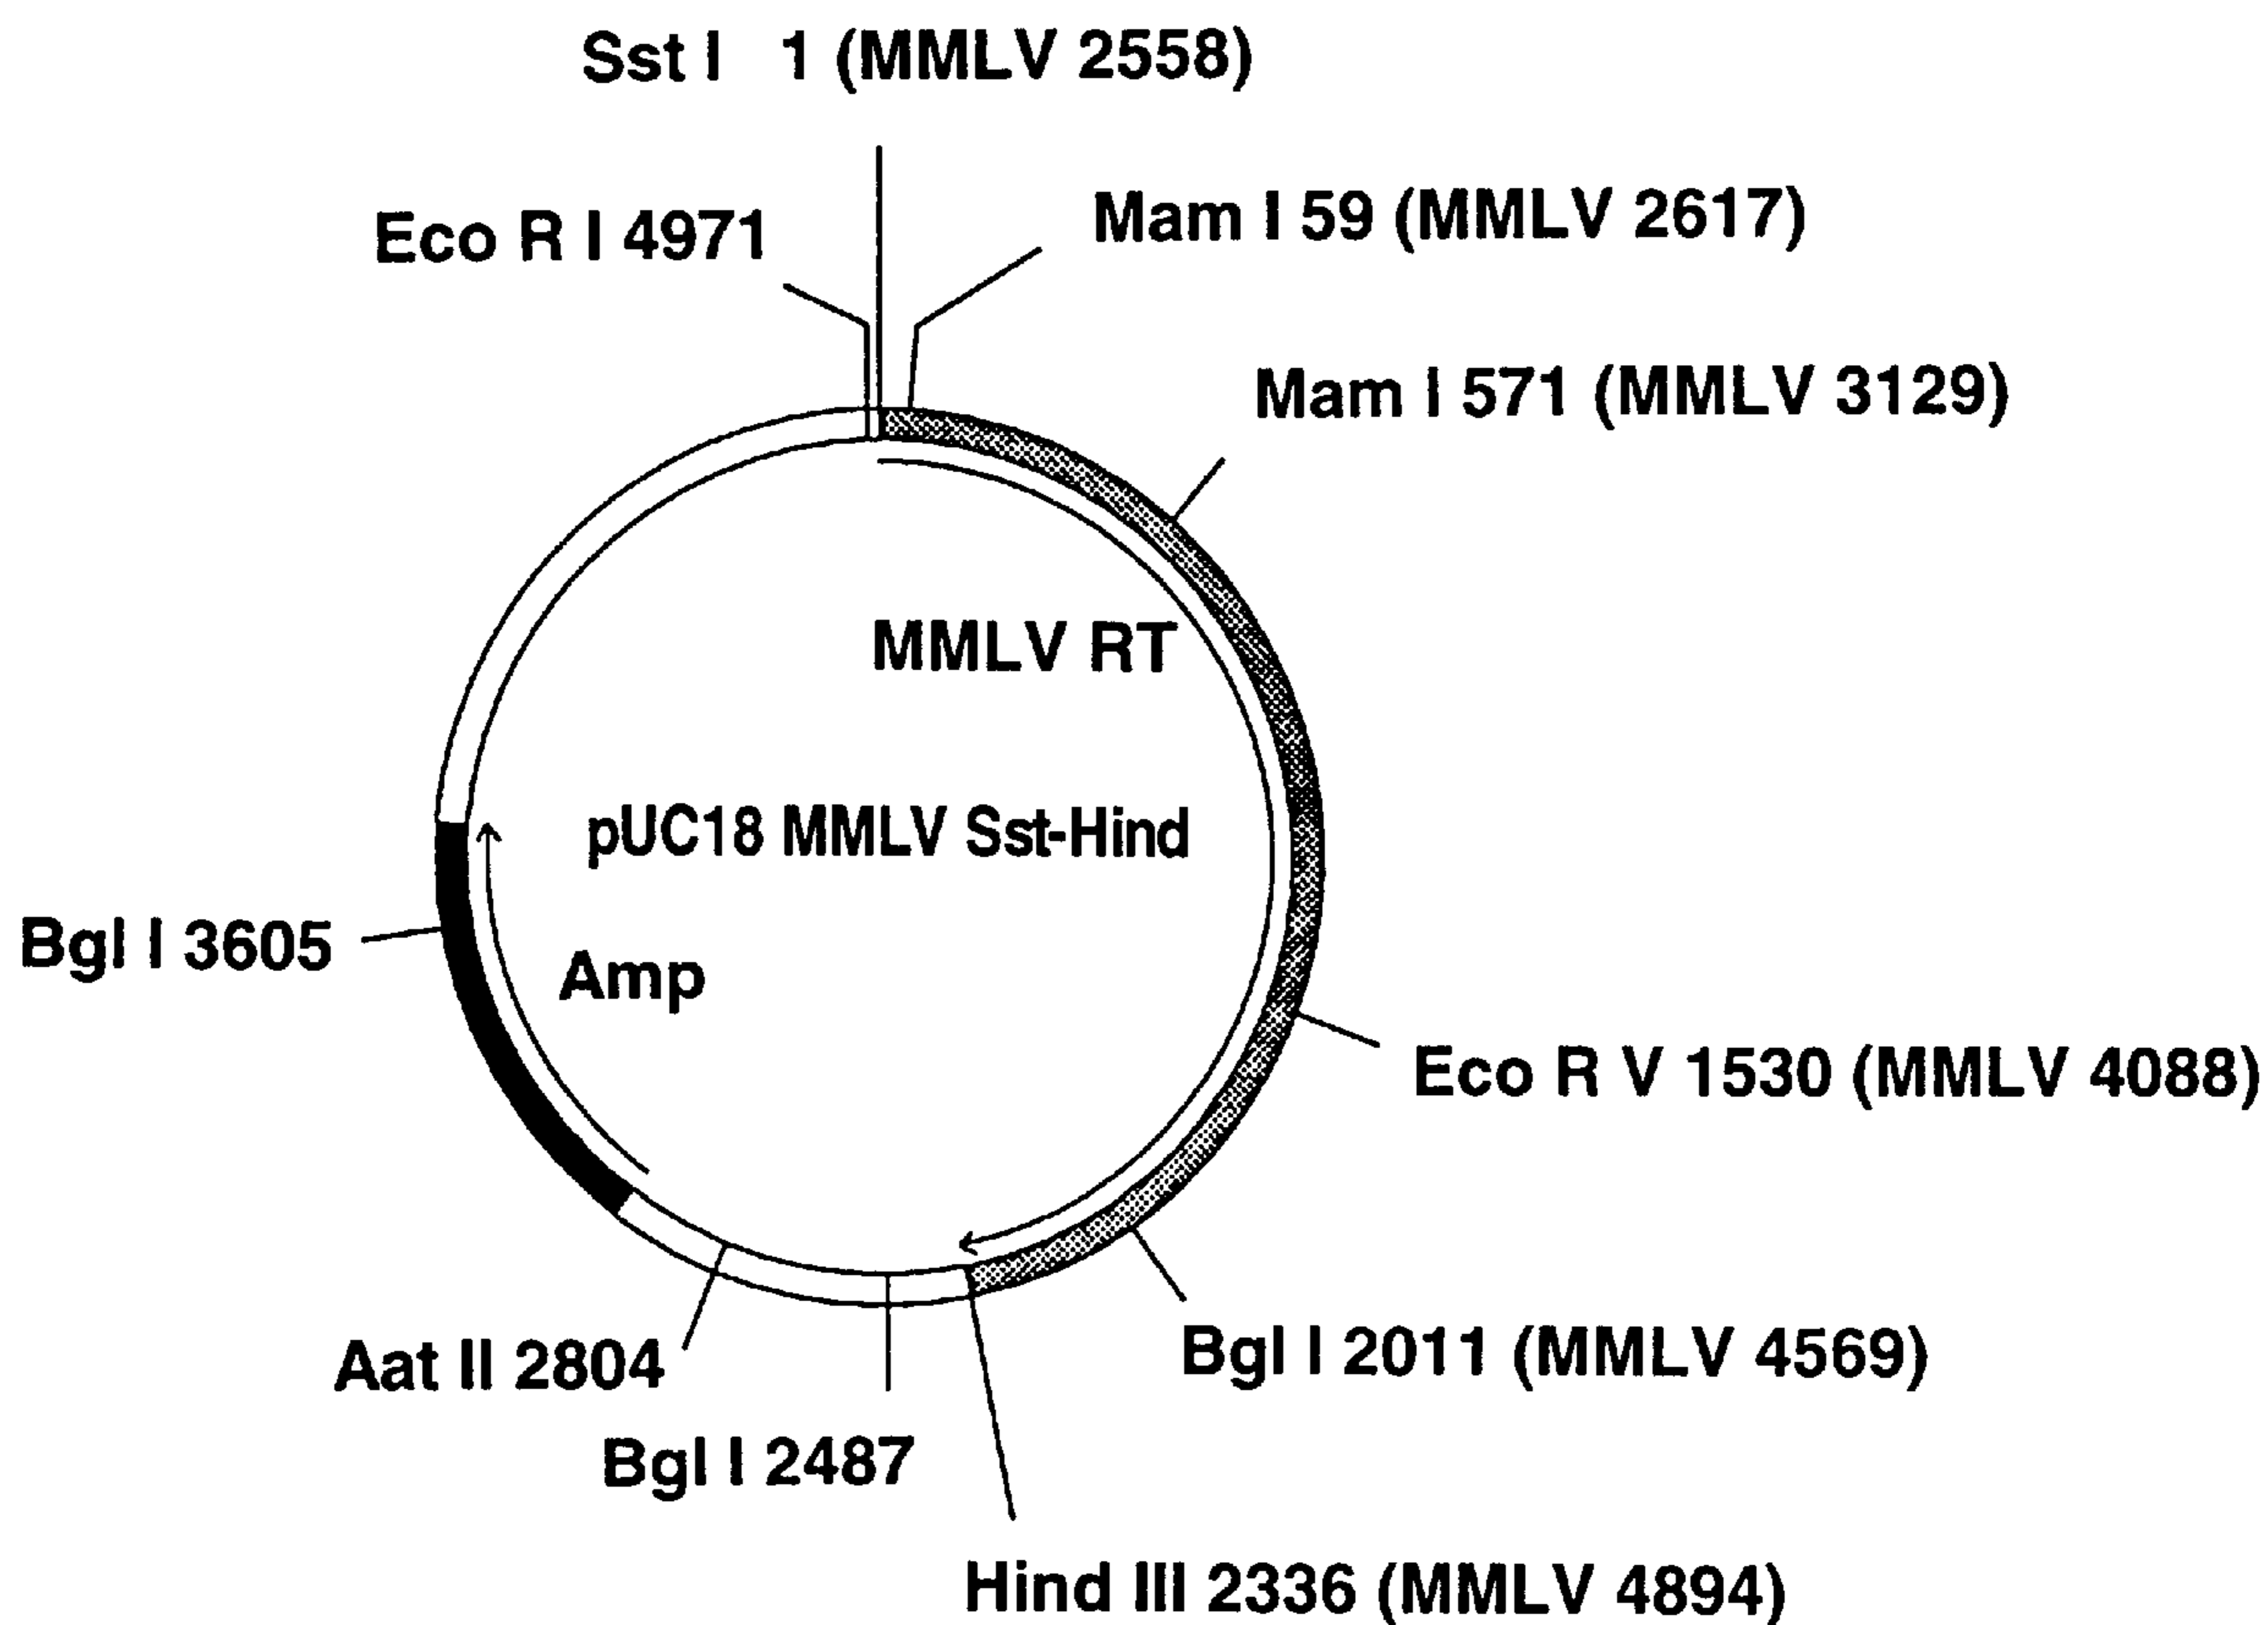 Sst I 1 (MMLV 2558)
Eco R I 4971
Mam I 59 (MMLV 2617)
Mam I 571 (MMLV 3129)
MMLV RT
pUC18 MMLV Sst-Hind
Bgl I 3605
Amp
Eco R V 1530 (MMLV 4088)
Aat II 2804
Bgl I 2011 (MMLV 4569)
Bgl I 2487
Hind III 2336 (MMLV 4894)